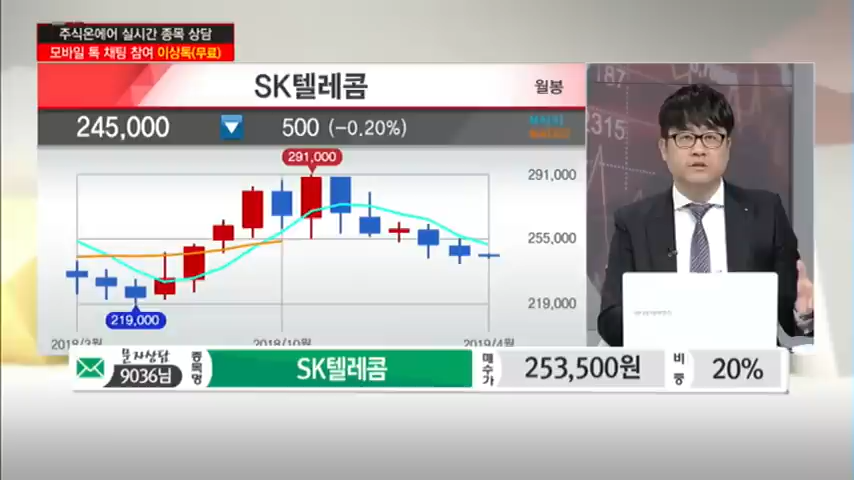 주식온에어 실시간 종목 상담
모바일 톡 채팅 참여 이상톡(무료)
SK텔레콤
월봉
245,000
500 (-0.20%)
291,000
219,000
291,000
255,000
219,000
2018/10월
2019/4월
187
2315
문자상담
9036님
종목명
SK텔레콤
매수가
253,500원
비중
20%